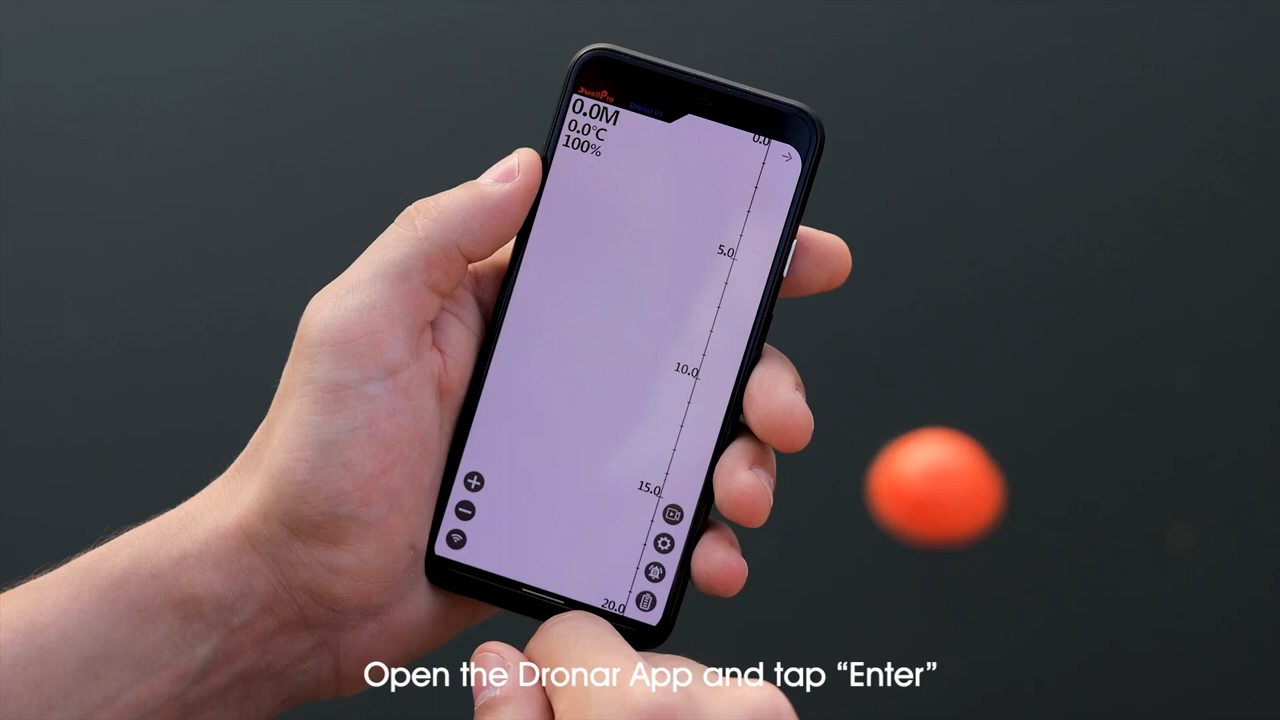 SwellPro
0.0M
0.0℃
100%
0.0
5.0
10.0
15.0
20.0
Open the Dronar App and tap “Enter”